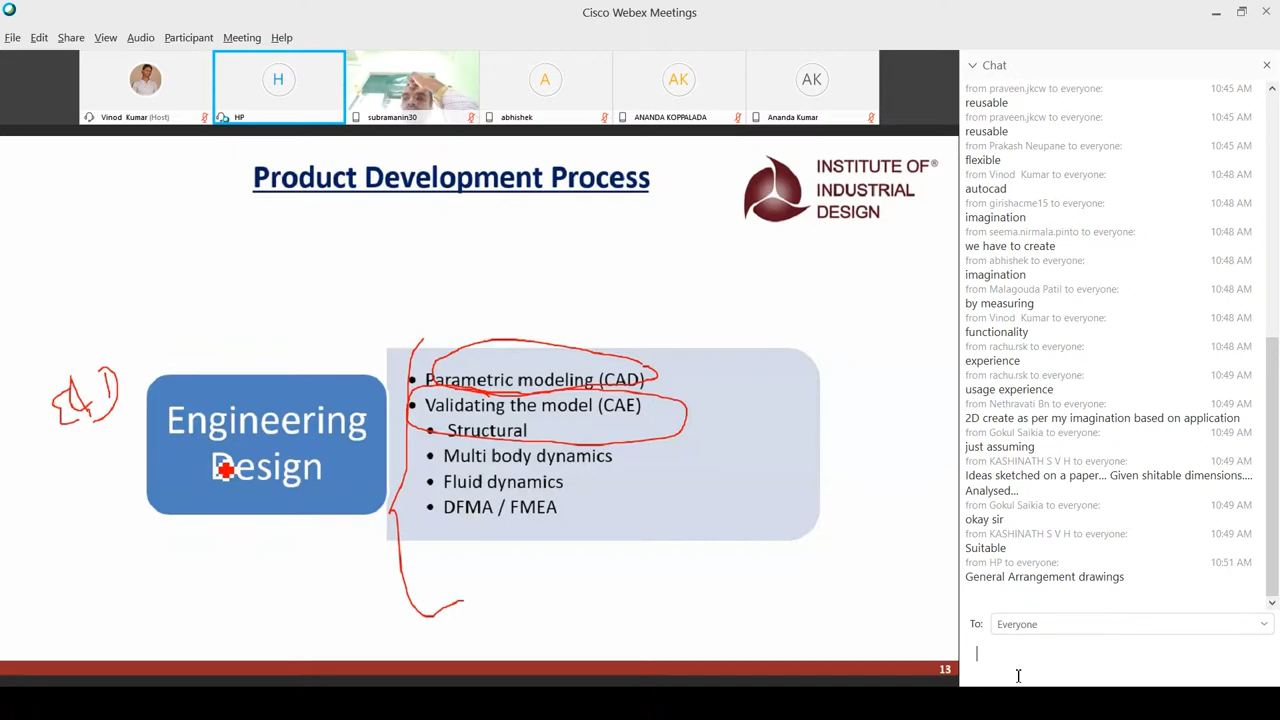 Cisco Webex Meetings
File Edit Share View Audio Participant Meeting Help
H A AK AK
Vinod Kumar (Host) HP subramanin30 abhishek ANANDA KOPPALADA Ananda Kumar
Product Development Process
INSTITUTE OF®
INDUSTRIAL
DESIGN
Engineering
Design
• Parametric modeling (CAD)
• Validating the model (CAE)
• Structural
• Multi body dynamics
• Fluid dynamics
• DFMA / FMEA
13
Chat
from praveen.jkcw to everyone: 10:45 AM
reusable
from praveen.jkcw to everyone: 10:45 AM
reusable
from Prakash Neupane to everyone: 10:45 AM
flexible
from Vinod Kumar to everyone: 10:48 AM
autocad
from girishacme15 to everyone: 10:48 AM
imagination
from seema.nirmala.pinto to everyone: 10:48 AM
we have to create
from abhishek to everyone: 10:48 AM
imagination
from Malagouda Patil to everyone: 10:48 AM
by measuring
from Vinod Kumar to everyone: 10:48 AM
functionality
from rachu.rsk to everyone: 10:48 AM
experience
from rachu.rsk to everyone: 10:48 AM
usage experience
from Nethravati Bn to everyone: 10:48 AM
2D create as per my imagination based on application
from Gokul Saikia to everyone: 10:49 AM
just assuming
from KASHINATH S V H to everyone: 10:49 AM
Ideas sketched on a paper... Given shitable dimensions....
Analysed...
from Gokul Saikia to everyone: 10:49 AM
okay sir
from KASHINATH S V H to everyone: 10:49 AM
Suitable
from HP to everyone: 10:51 AM
General Arrangement drawings
To: Everyone